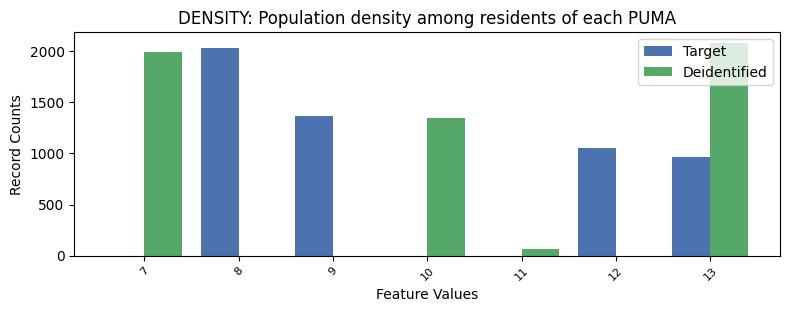 DENSITY: Population density among residents of each PUMA
Target
Deidentified
2000
1500
1000
500
0
Record Counts
7 8 9 10 11 12 13
Feature Values